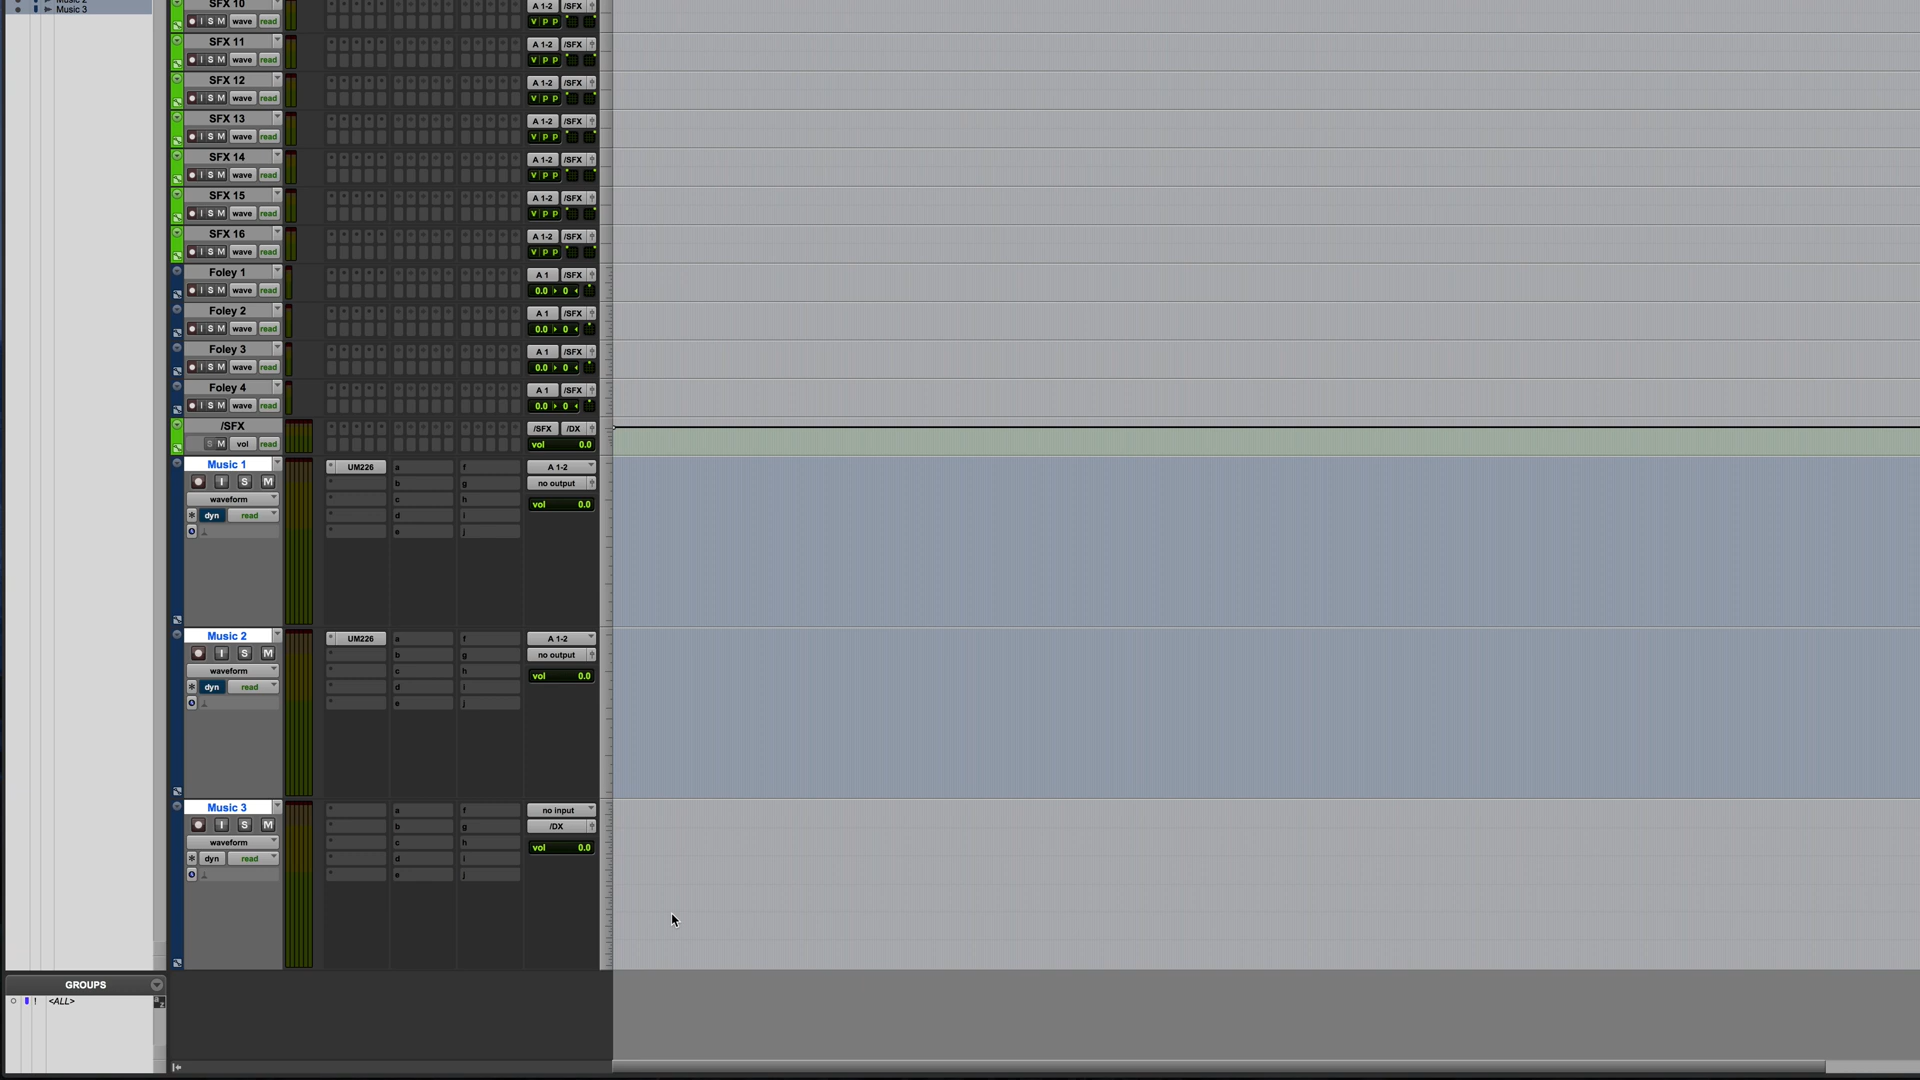 Music 3
SFX 10
I S M wave read
A 1-2 /SFX
v p p
SFX 11
I S M wave read
A 1-2 /SFX
v p p
SFX 12
I S M wave read
A 1-2 /SFX
v p p
SFX 13
I S M wave read
A 1-2 /SFX
v p p
SFX 14
I S M wave read
A 1-2 /SFX
v p p
SFX 15
I S M wave read
A 1-2 /SFX
v p p
SFX 16
I S M wave read
A 1-2 /SFX
v p p
Foley 1
I S M wave read
A 1 /SFX
0.0 0
Foley 2
I S M wave read
A 1 /SFX
0.0 0
Foley 3
I S M wave read
A 1 /SFX
0.0 0
Foley 4
I S M wave read
A 1 /SFX
0.0 0
/SFX
S M vol read
/SFX /DX
vol 0.0
Music 1
I S M
waveform
dyn read
UM226
a f
b g
c h
d i
e j
A 1-2
no output
vol 0.0
Music 2
I S M
waveform
dyn read
UM226
a f
b g
c h
d i
e j
A 1-2
no output
vol 0.0
Music 3
I S M
waveform
dyn read
a f
b g
c h
d i
e j
no input
/DX
vol 0.0
GROUPS
! <ALL>
a z